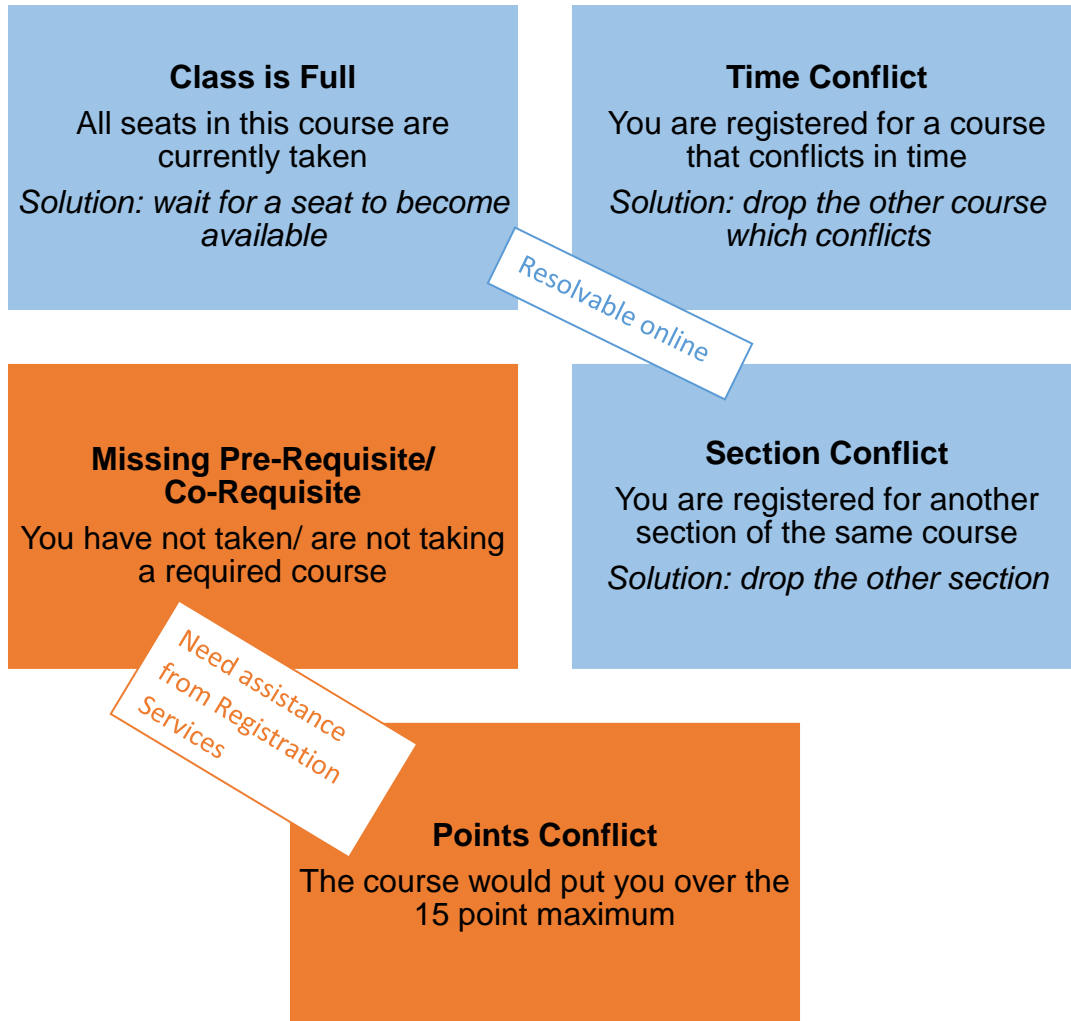 Class is Full
All seats in this course are
currently taken
Solution: wait for a seat to become
available
Time Conflict
You are registered for a course
that conflicts in time
Solution: drop the other course
which conflicts
Resolvable online
Missing Pre-Requisite/
Co-Requisite
You have not taken/ are not taking
a required course
Section Conflict
You are registered for another
section of the same course
Solution: drop the other section
Need assistance
from Registration
Services
Points Conflict
The course would put you over the
15 point maximum